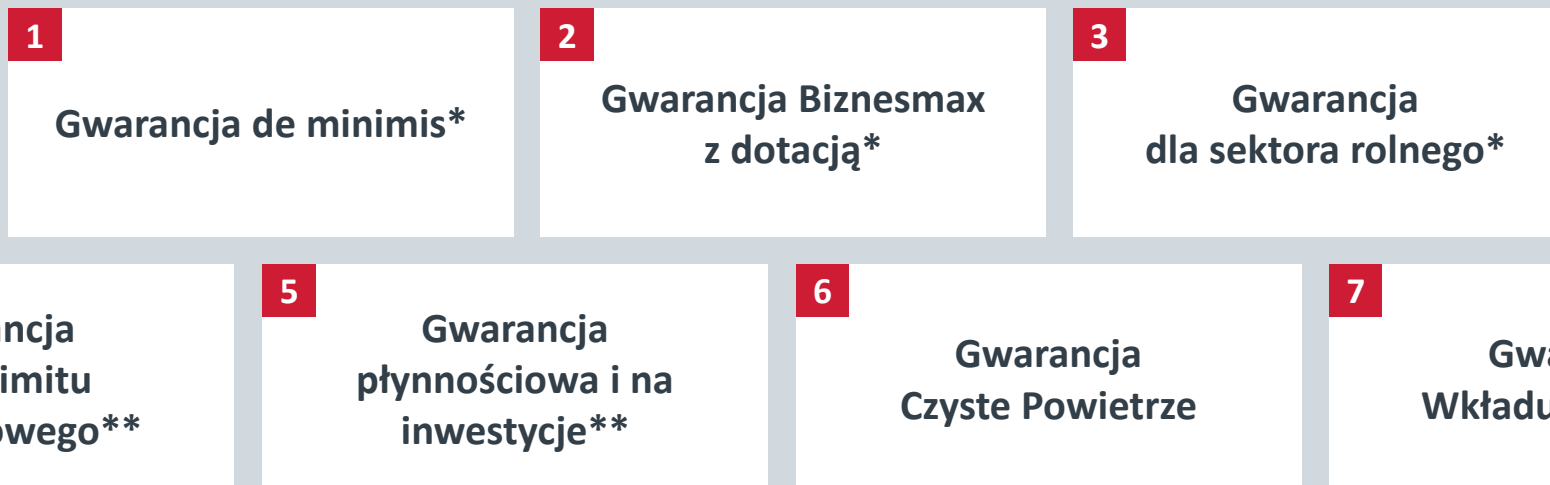 1
Gwarancja de minimis*
2
Gwarancja Biznesmax
z dotacją*
3
Gwarancja
dla sektora rolnego*
5
Gwarancja
płynnościowa i na
inwestycje**
6
Gwarancja
Czyste Powietrze
7
Wkładu